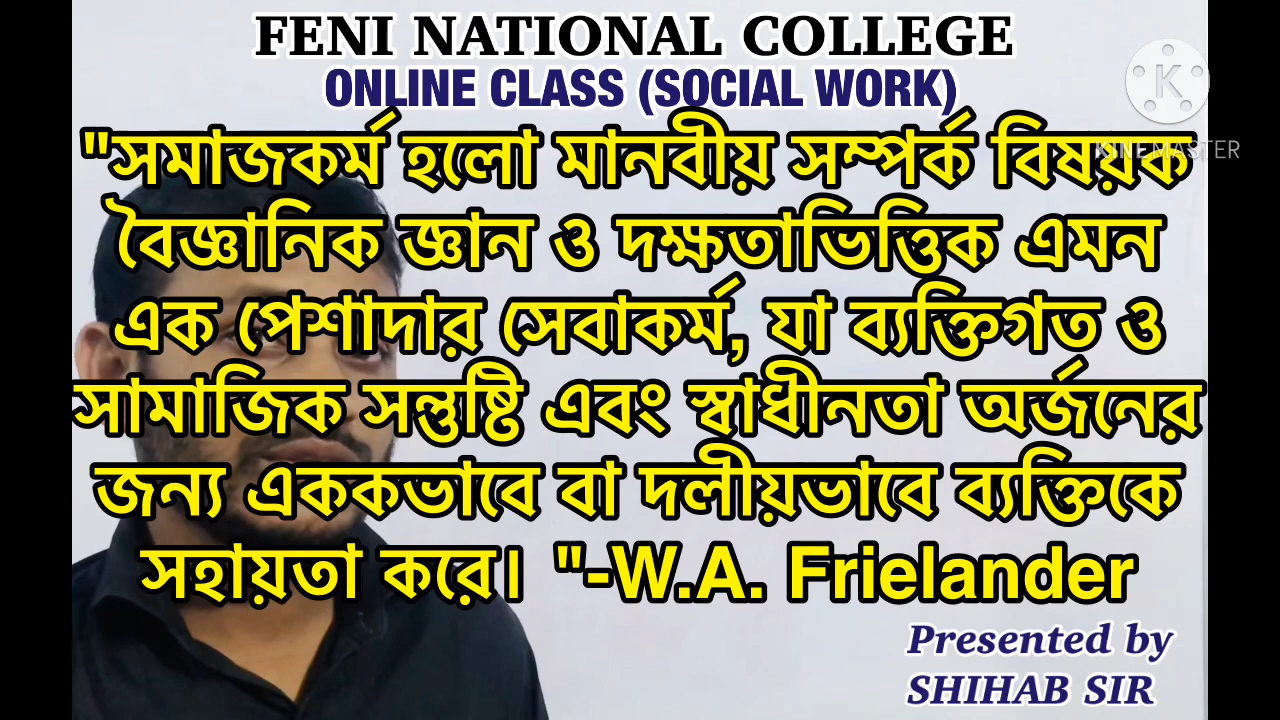 FENI NATIONAL COLLEGE
ONLINE CLASS (SOCIAL WORK)
K
KINEMASTER
"সমাজকর্ম হলো মানবীয় সম্পর্ক বিষয়ক
বৈজ্ঞানিক জ্ঞান ও দক্ষতাভিত্তিক এমন
এক পেশাদার সেবাকর্ম, যা ব্যক্তিগত ও
সামাজিক সন্তুষ্টি এবং স্বাধীনতা অর্জনের
জন্য এককভাবে বা দলীয়ভাবে ব্যক্তিকে
সহায়তা করে। "-W.A. Frielander
Presented by
SHIHAB SIR